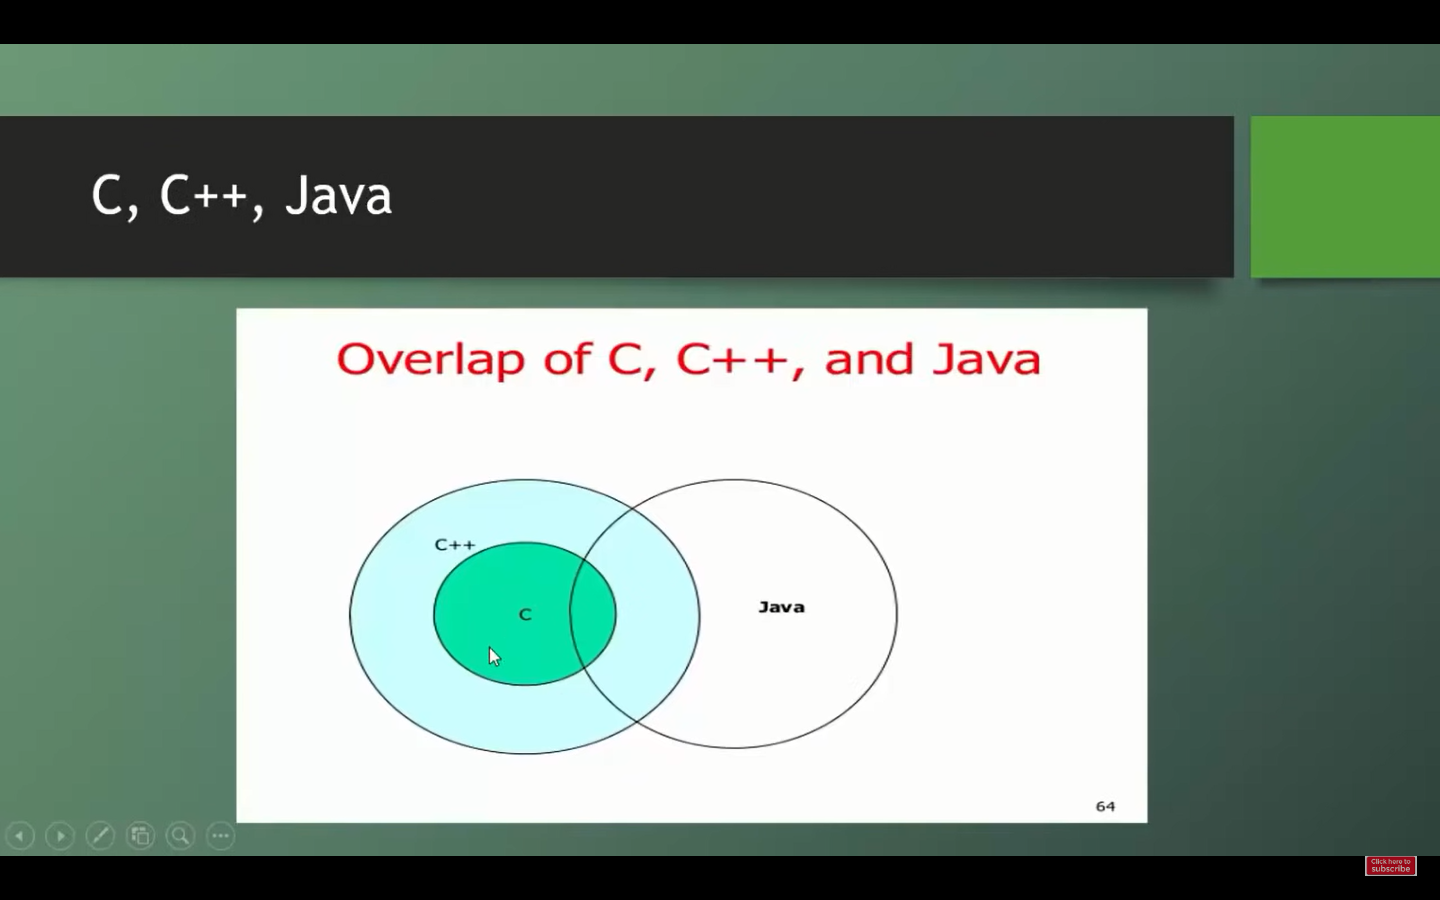 C, C++, Java
Overlap of C, C++, and Java
C++
C
Java
64
Click here to
subscribe